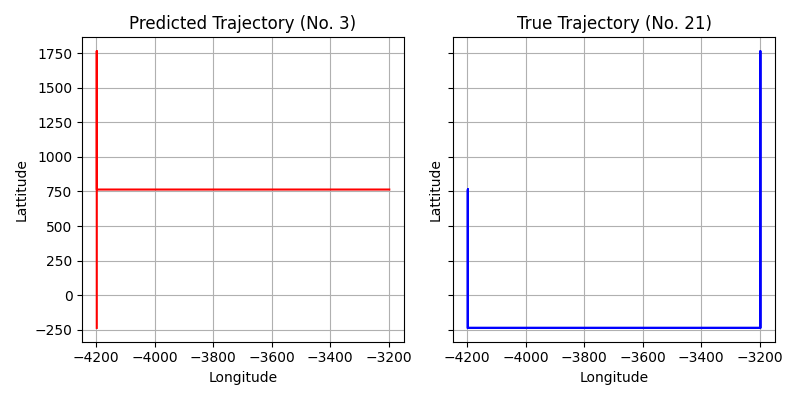 Predicted Trajectory (No. 3)
Lattitude
1750
1500
1250
1000
750
500
250
0
−250
−4200 −4000 −3800 −3600 −3400 −3200
Longitude
True Trajectory (No. 21)
Lattitude
−4200 −4000 −3800 −3600 −3400 −3200
Longitude